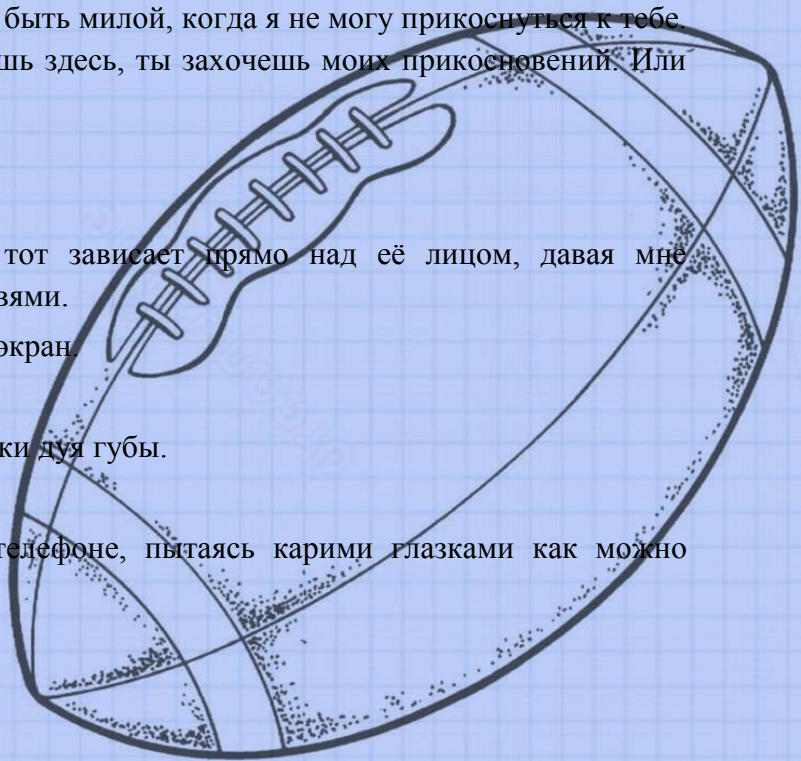 быть милой, когда я не могу прикоснуться к тебе.
шь здесь, ты захочешь моих прикосновений. Или
тот зависает прямо над её лицом, давая мне
вями.
экран.
ки дуя губы.
телефоне, пытаясь карими глазками как можно